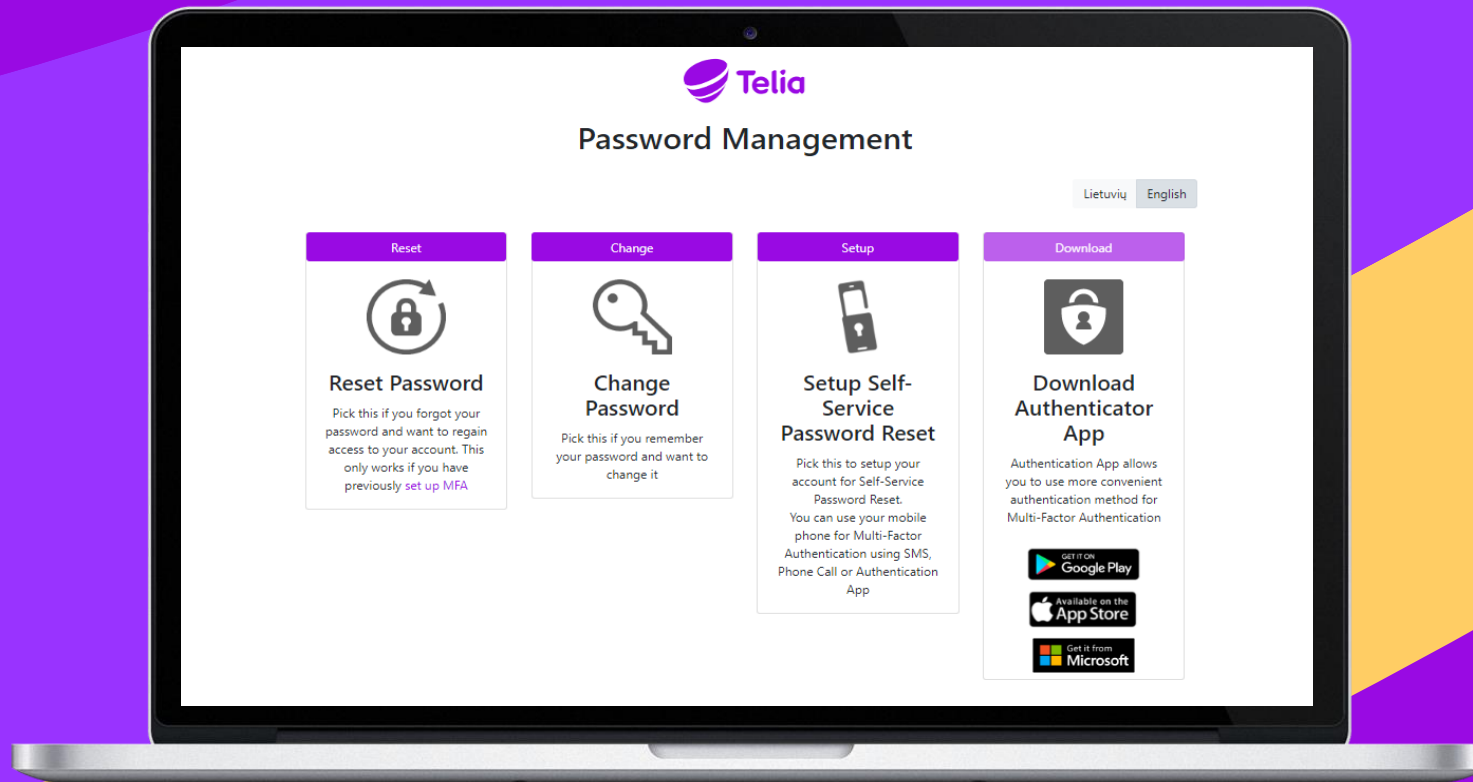 Telia
Password Management
Lietuvių
English
Reset
Reset Password
Pick this if you forgot your
password and want to regain
access to your account. This
only works if you have
previously set up MFA
Change
Change
Password
Pick this if you remember
your password and want to
change it
Setup
Setup Self-
Service
Password Reset
Pick this to setup your
account for Self-Service
Password Reset.
You can use your mobile
phone for Multi-Factor
Authentication using SMS,
Phone Call or Authentication
App
Download
Download
Authenticator
App
Authentication App allows
you to use more convenient
authentication method for
Multi-Factor Authentication
GET IT ON
Google Play
Available on the
App Store
Get it from
Microsoft